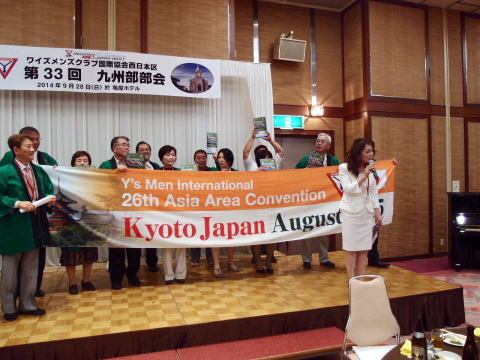 ワイズメンズクラブ国際協会西日本区
第33回 九州部部会
2014年9月28日(日) 於 亀屋ホテル
Y's Men International
26th Asia Area Convention
Kyoto Japan August